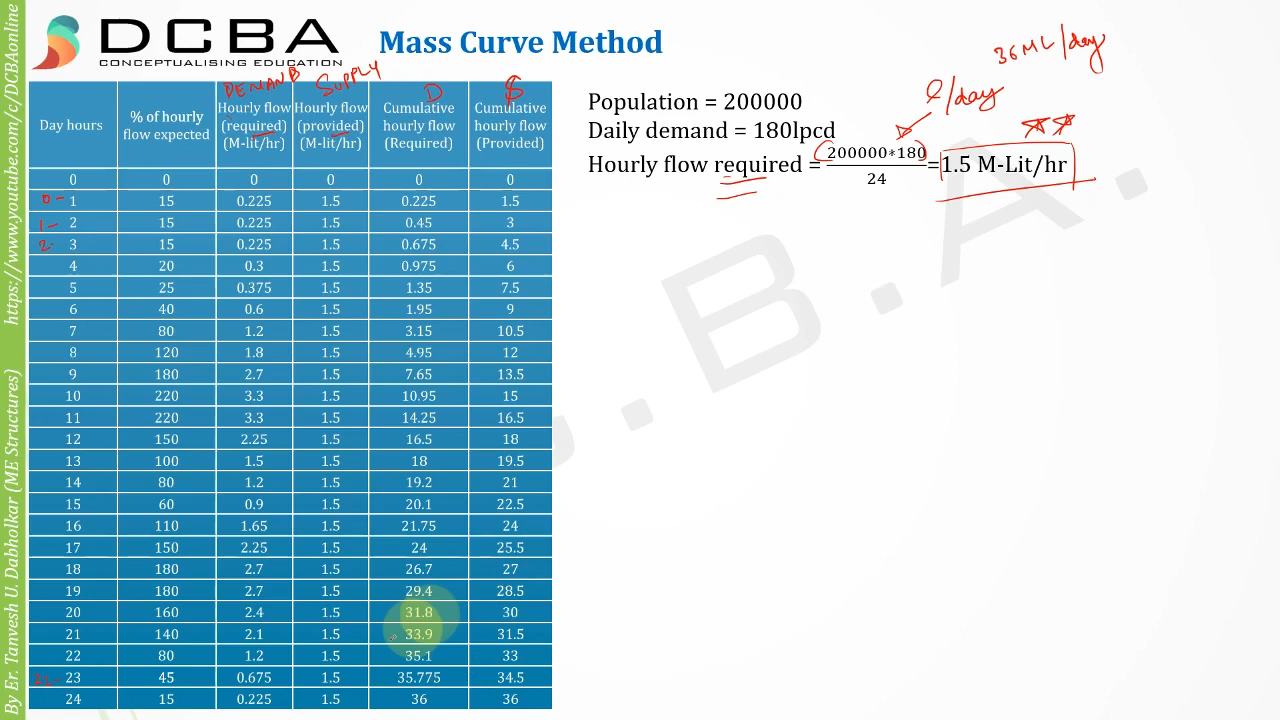 DCBA
CONCEPTUALISING EDUCATION
Mass Curve Method
36 ML/day
l/day
DEMAND SUPPLY D S
Day hours % of hourly flow expected Hourly flow (required) (M-lit/hr) Hourly flow (provided) (M-lit/hr) Cumulative hourly flow (Required) Cumulative hourly flow (Provided)
0 0 0 0 0 0
0- 1 15 0.225 1.5 0.225 1.5
1- 2 15 0.225 1.5 0.45 3
2- 3 15 0.225 1.5 0.675 4.5
4 20 0.3 1.5 0.975 6
5 25 0.375 1.5 1.35 7.5
6 40 0.6 1.5 1.95 9
7 80 1.2 1.5 3.15 10.5
8 120 1.8 1.5 4.95 12
9 180 2.7 1.5 7.65 13.5
10 220 3.3 1.5 10.95 15
11 220 3.3 1.5 14.25 16.5
12 150 2.25 1.5 16.5 18
13 100 1.5 1.5 18 19.5
14 80 1.2 1.5 19.2 21
15 60 0.9 1.5 20.1 22.5
16 110 1.65 1.5 21.75 24
17 150 2.25 1.5 24 25.5
18 180 2.7 1.5 26.7 27
19 180 2.7 1.5 29.4 28.5
20 160 2.4 1.5 31.8 30
21 140 2.1 1.5 33.9 31.5
22 80 1.2 1.5 35.1 33
23 45 0.675 1.5 35.775 34.5
24 15 0.225 1.5 36 36
Population = 200000
Daily demand = 180lpcd
Hourly flow required = (200000*180)/24 =1.5 M-Lit/hr
By Er. Tanvesh U. Dabholkar (ME Structures) https://www.youtube.com/c/DCBAonline
.B.A.